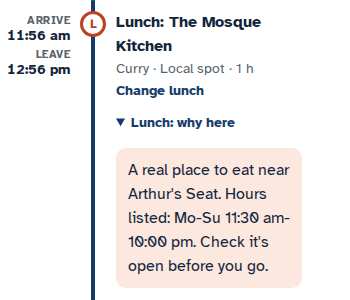 ARRIVE
11:56 am
LEAVE
12:56 pm
L
Lunch: The Mosque
Kitchen
Curry · Local spot · 1 h
Change lunch
▼ Lunch: why here
A real place to eat near
Arthur's Seat. Hours
listed: Mo-Su 11:30 am-
10:00 pm. Check it's
open before you go.